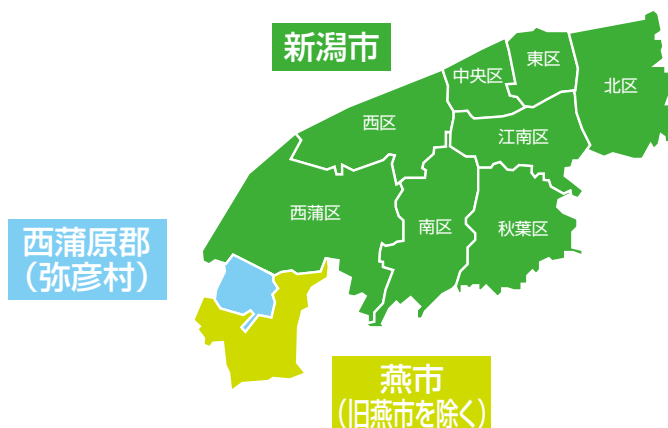 新潟市
東区
中央区
北区
西区
江南区
西蒲区
南区
秋葉区
西蒲原郡
（弥彦村）
燕市
（旧燕市を除く）